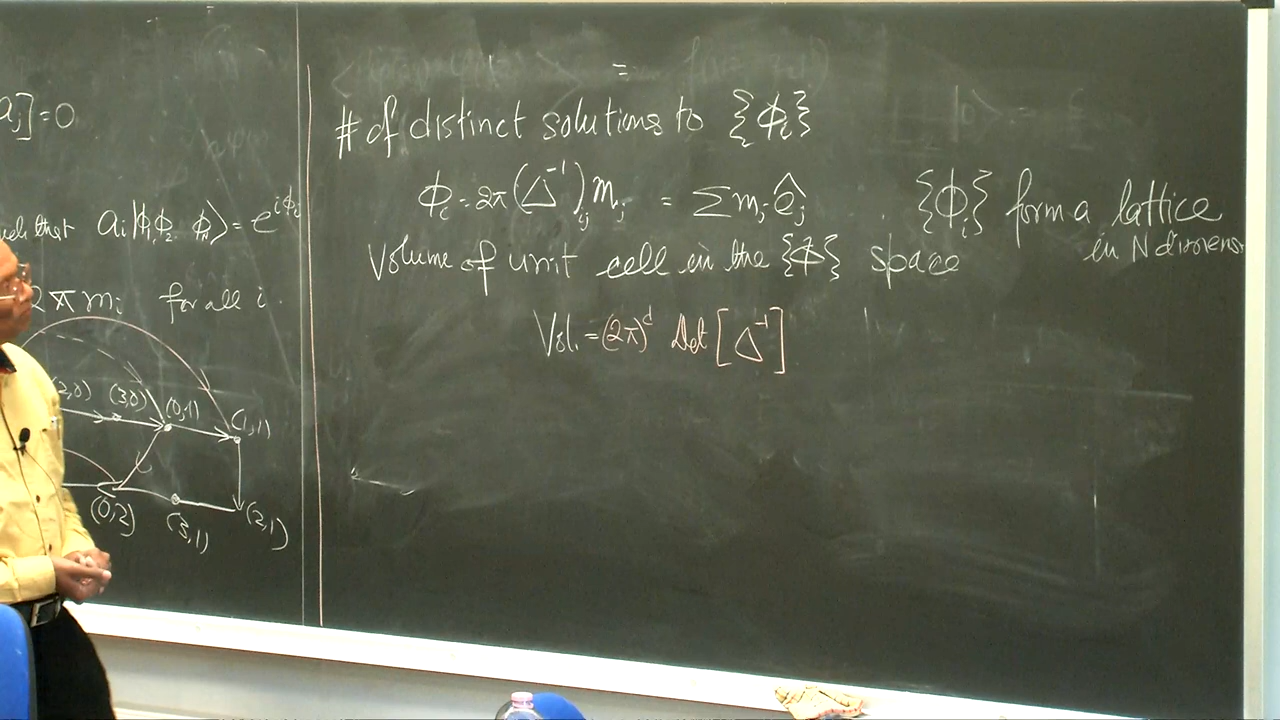 a_j]=0
such that a_i|ϕ_1 ϕ_2 .. ϕ_N⟩ = e^{iϕ_i}
2π m_i for all i.
(2,0) (3,0) (0,1) (1,1)
(0,2) (3,1) (2,1)
# of distinct solutions to {ϕ_i}
ϕ_i = 2π (Δ^{-1})_{ij} m_j = Σ m_j ê_j
{ϕ_i} form a lattice
in N dimens
Volume of unit cell in the {Φ} space
Vol. = (2π)^d Det [Δ^{-1}]